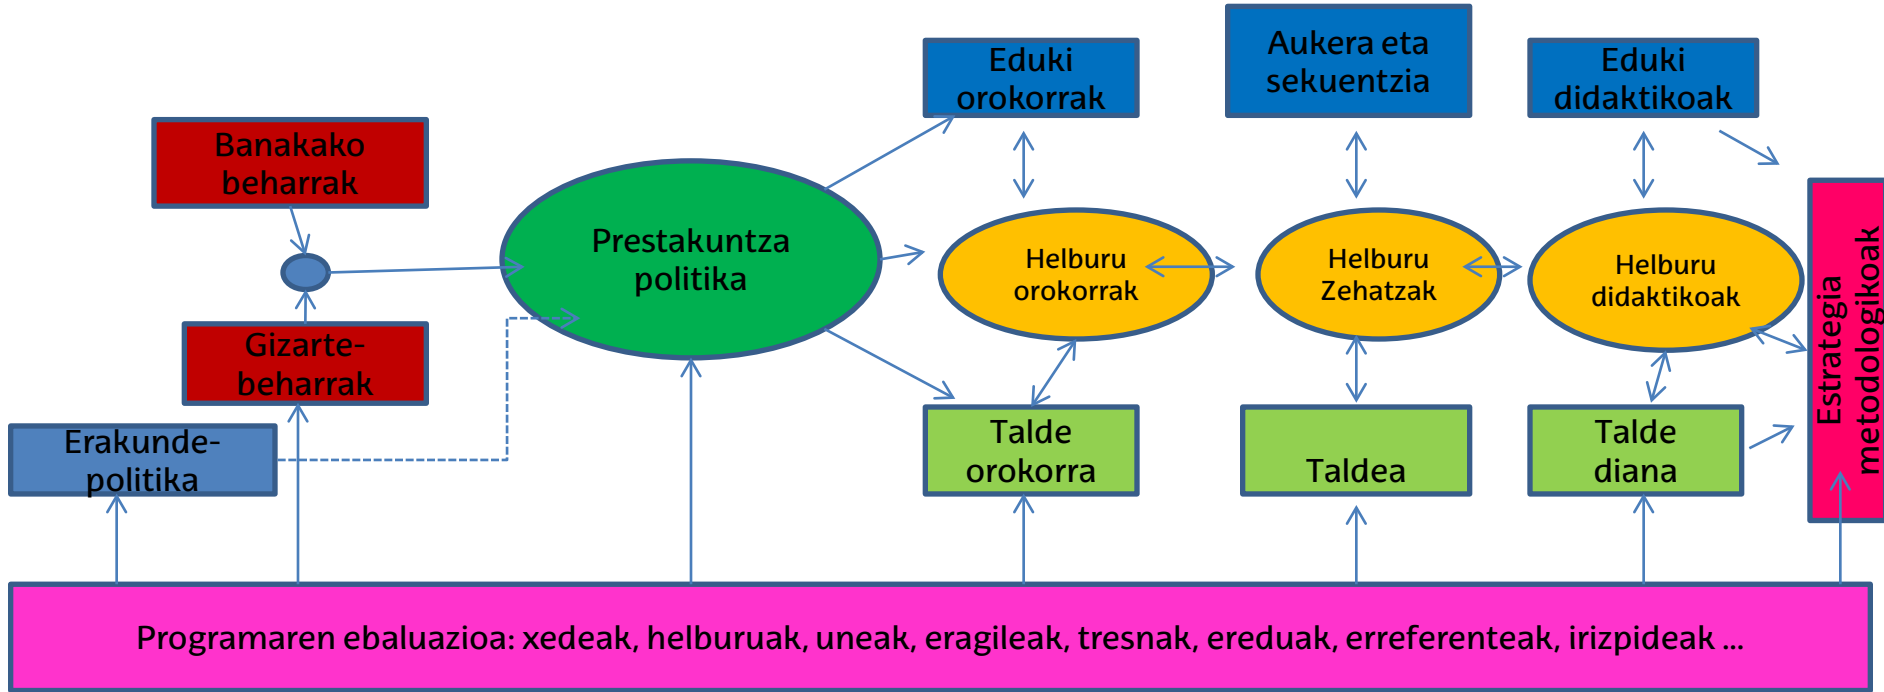 Banakako
beharrak
Gizarte-
beharrak
Erakunde-
politika
Prestakuntza
politika
Eduki
orokorrak
Aukera eta
sekuentzia
Eduki
didaktikoak
Helburu
orokorrak
Helburu
Zehatzak
Helburu
didaktikoak
Talde
orokorra
Taldea
Talde
diana
Estrategia
metodologikoak
Programaren ebaluazioa: xedeak, helburuak, uneak, eragileak, tresnak, ereduak, erreferenteak, irizpideak ...